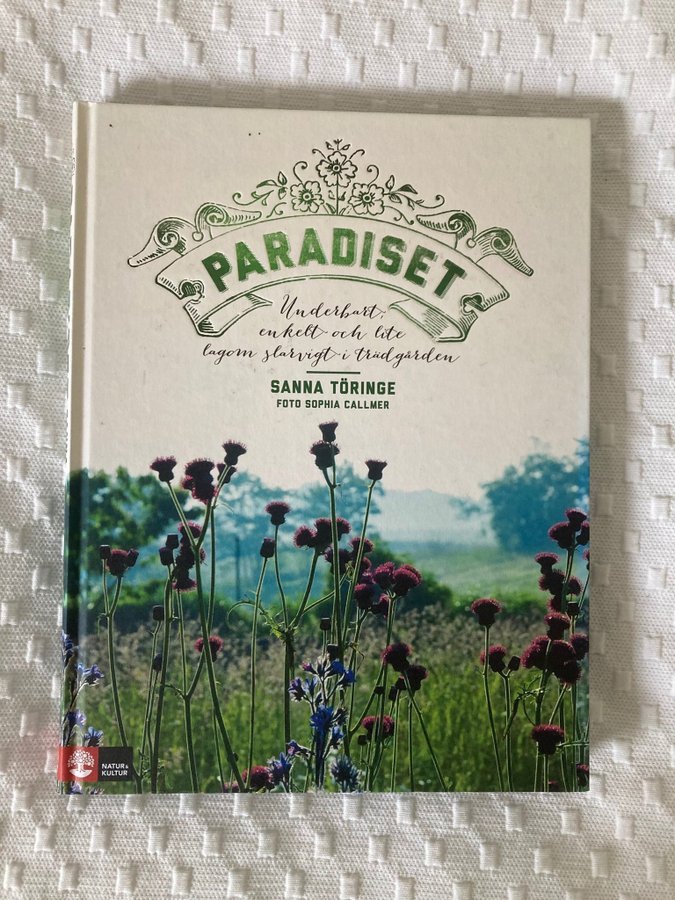 PARADISET
Underbart,
enkelt och lite
lagom slarvigt i trädgården
SANNA TÖRINGE
FOTO SOPHIA CALLMER
NATUR &
KULTUR